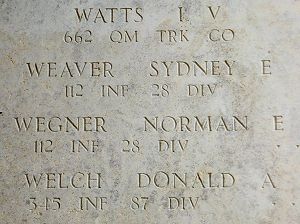 WATTS I V
662 QM TRK CO
WEAVER SYDNEY E
112 INF 28 DIV
WEGNER NORMAN E
112 INF 28 DIV
WELCH DONALD A
345 INF 87 DIV